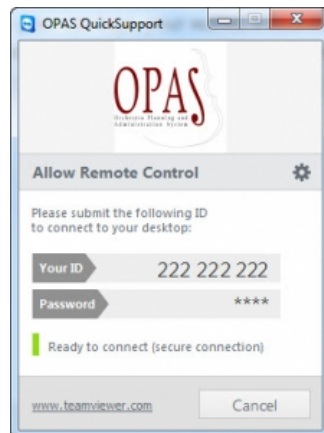 OPAS QuickSupport
OPAS
Orchestra Planning and
Administration System
Allow Remote Control
Please submit the following ID
to connect to your desktop:
Your ID 222 222 222
Password ****
Ready to connect (secure connection)
www.teamviewer.com Cancel